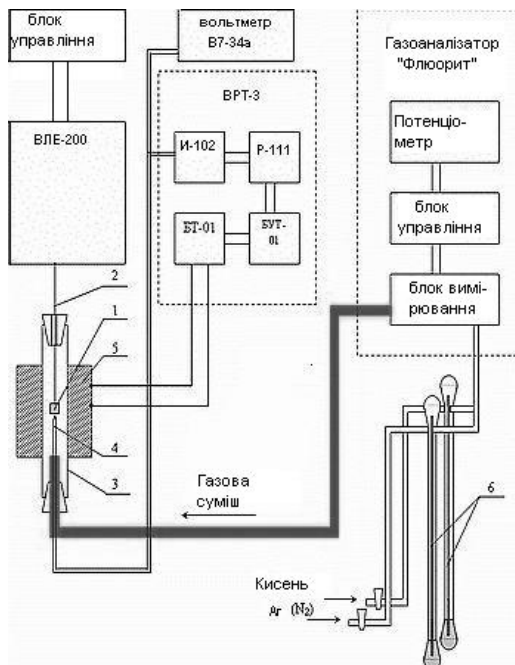 блок
управління
вольтметр
В7-34а
Газоаналізатор
"Флюорит"
ВРТ-3
ВЛЕ-200
И-102
Р-111
БТ-01
БУТ-
01
Потенціо-
метр
блок
управління
блок вимі-
рювання
2
1
5
4
3
Газова
суміш
6
Кисень
Ar (N₂)